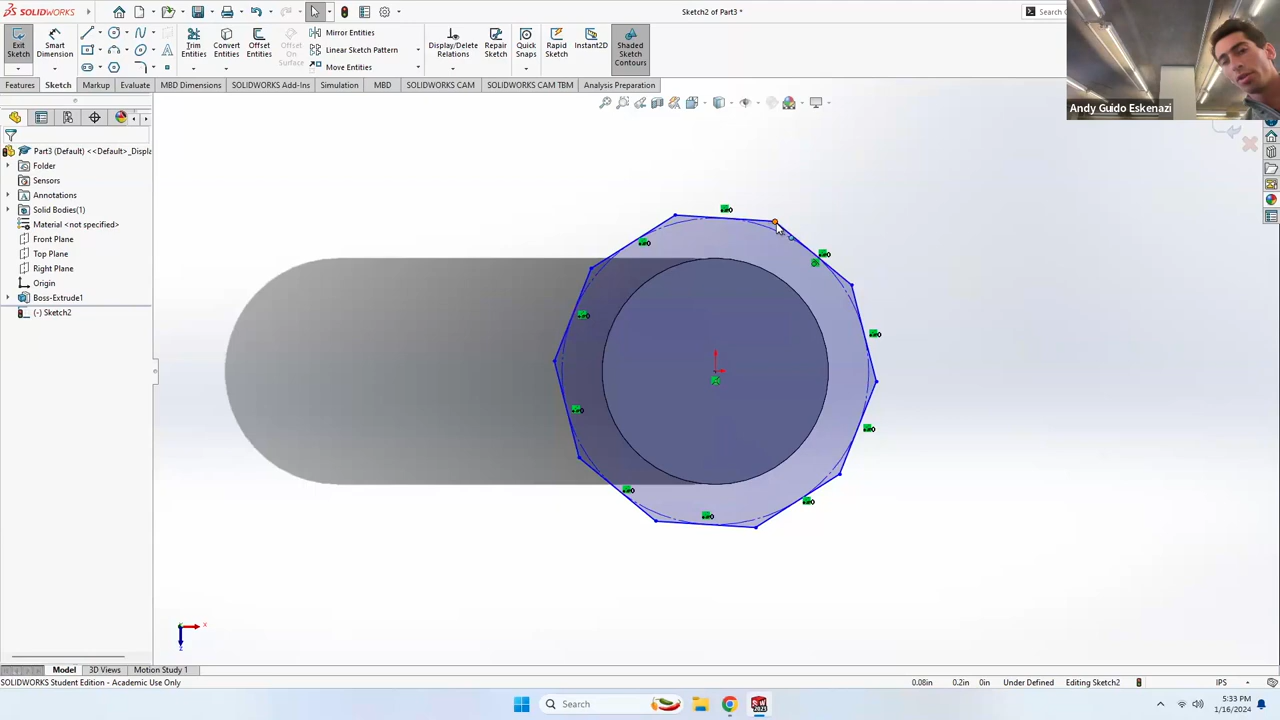 SOLIDWORKS
Sketch2 of Part3 *
Search Co
Exit Sketch
Smart Dimension
Trim Entities
Convert Entities
Offset Entities
Offset On Surface
Mirror Entities
Linear Sketch Pattern
Move Entities
Display/Delete Relations
Repair Sketch
Quick Snaps
Rapid Sketch
Instant2D
Shaded Sketch Contours
Features
Sketch
Markup
Evaluate
MBD Dimensions
SOLIDWORKS Add-Ins
Simulation
MBD
SOLIDWORKS CAM
SOLIDWORKS CAM TBM
Analysis Preparation
Andy Guido Eskenazi
Part3 (Default) <<Default>_Displa
Folder
Sensors
Annotations
Solid Bodies(1)
Material <not specified>
Front Plane
Top Plane
Right Plane
Origin
Boss-Extrude1
(-) Sketch2
x
z
Model
3D Views
Motion Study 1
SOLIDWORKS Student Edition - Academic Use Only
0.08in
0.2in
0in
Under Defined
Editing Sketch2
IPS
Search
5:33 PM
1/16/2024